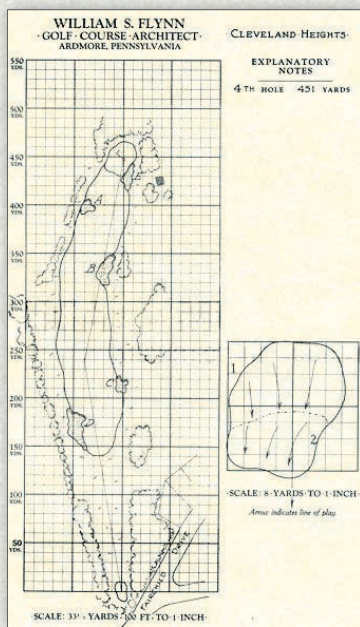 WILLIAM S. FLYNN
· GOLF · COURSE · ARCHITECT ·
ARDMORE, PENNSYLVANIA
CLEVELAND HEIGHTS·
EXPLANATORY
NOTES
4TH HOLE 451 YARDS
550
YDS.
500
YDS.
450
YDS.
400
YDS.
A
350
YDS.
B
300
YDS.
250
YDS.
200
YDS.
150
YDS.
100
YDS.
50
YDS.
1
2
·SCALE: 8 YARDS TO 1 INCH·
Arrow indicates line of play
FAIRCHILD DRIVE
·SCALE: 33⅓ YARDS - 100 FT. TO 1 INCH·